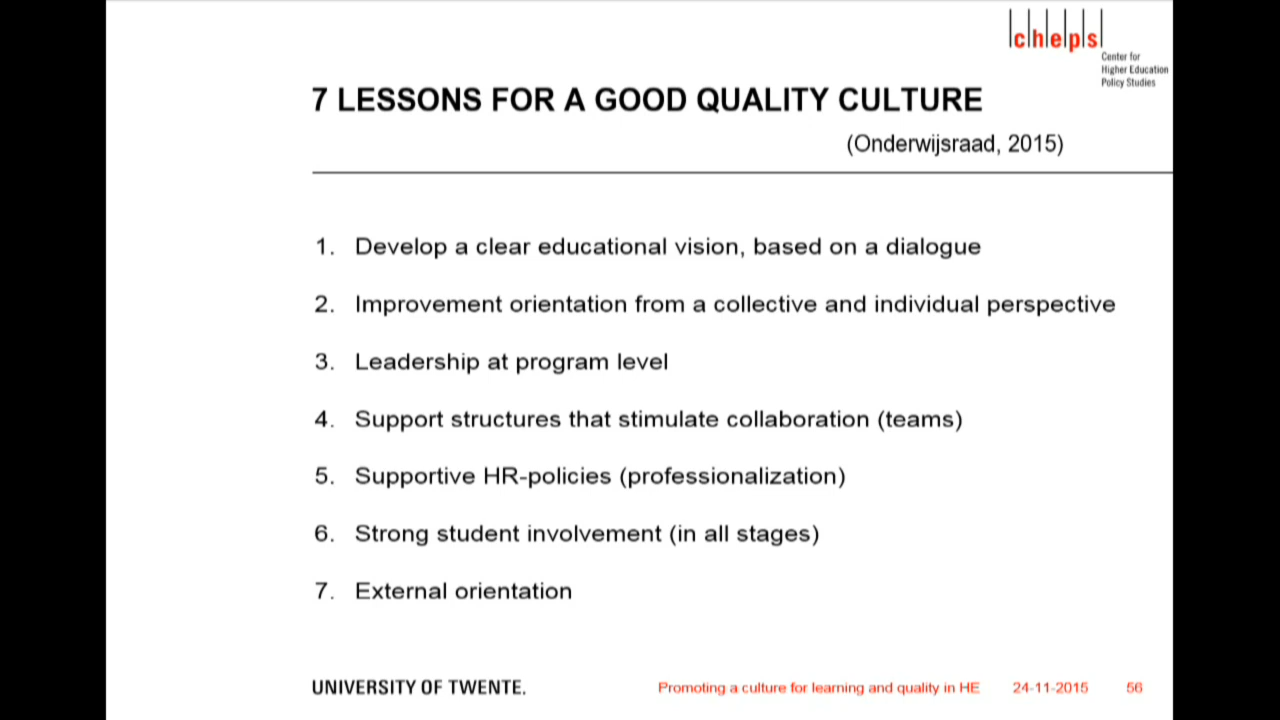 cheps
Center for
Higher Education
Policy Studies
7 LESSONS FOR A GOOD QUALITY CULTURE
(Onderwijsraad, 2015)
1. Develop a clear educational vision, based on a dialogue
2. Improvement orientation from a collective and individual perspective
3. Leadership at program level
4. Support structures that stimulate collaboration (teams)
5. Supportive HR-policies (professionalization)
6. Strong student involvement (in all stages)
7. External orientation
UNIVERSITY OF TWENTE. Promoting a culture for learning and quality in HE 24-11-2015 56